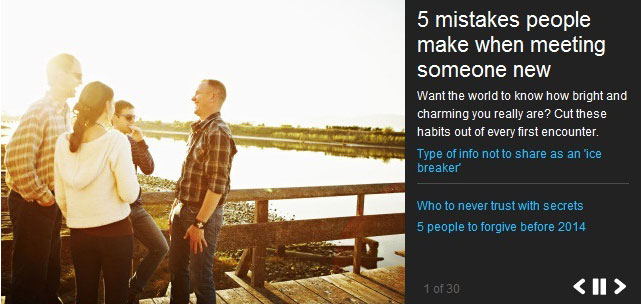 5 mistakes people
make when meeting
someone new
Want the world to know how bright and
charming you really are? Cut these
habits out of every first encounter.
Type of info not to share as an 'ice
breaker'
Who to never trust with secrets
5 people to forgive before 2014
1 of 30